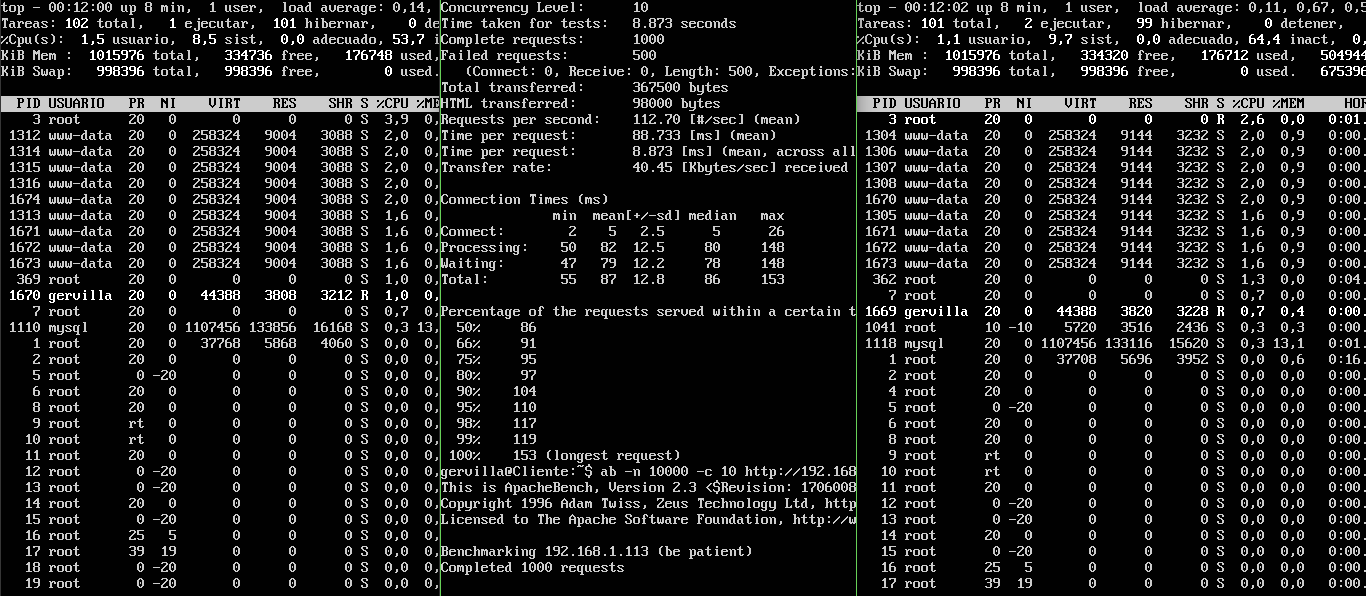 top - 00:12:00 up 8 min,  1 user,  load average: 0,14,
Tareas: 102 total,   1 ejecutar, 101 hibernar,    0 de
%Cpu(s):  1,5 usuario,  8,5 sist,  0,0 adecuado, 53,7 i
KiB Mem :  1015976 total,   334736 free,   176748 used,
KiB Swap:   998396 total,   998396 free,        0 used.
PID USUARIO   PR  NI    VIRT    RES    SHR S %CPU %ME
3 root      20   0       0      0      0 S  3,9  0,
1312 www-data  20   0  258324   9004   3088 S  2,0  0,
1314 www-data  20   0  258324   9004   3088 S  2,0  0,
1315 www-data  20   0  258324   9004   3088 S  2,0  0,
1316 www-data  20   0  258324   9004   3088 S  2,0  0,
1674 www-data  20   0  258324   9004   3088 S  2,0  0,
1313 www-data  20   0  258324   9004   3088 S  1,6  0,
1671 www-data  20   0  258324   9004   3088 S  1,6  0,
1672 www-data  20   0  258324   9004   3088 S  1,6  0,
1673 www-data  20   0  258324   9004   3088 S  1,6  0,
369 root      20   0       0      0      0 S  1,0  0,
1670 gervilla  20   0   44388   3808   3212 R  1,0  0,
7 root      20   0       0      0      0 S  0,7  0,
1110 mysql     20   0 1107456 133856  16168 S  0,3 13,
1 root      20   0   37768   5868   4060 S  0,0  0,
2 root      20   0       0      0      0 S  0,0  0,
5 root       0 -20       0      0      0 S  0,0  0,
6 root      20   0       0      0      0 S  0,0  0,
8 root      20   0       0      0      0 S  0,0  0,
9 root      rt   0       0      0      0 S  0,0  0,
10 root      rt   0       0      0      0 S  0,0  0,
11 root      20   0       0      0      0 S  0,0  0,
12 root       0 -20       0      0      0 S  0,0  0,
13 root       0 -20       0      0      0 S  0,0  0,
14 root      20   0       0      0      0 S  0,0  0,
15 root       0 -20       0      0      0 S  0,0  0,
16 root      25   5       0      0      0 S  0,0  0,
17 root      39  19       0      0      0 S  0,0  0,
18 root       0 -20       0      0      0 S  0,0  0,
19 root       0 -20       0      0      0 S  0,0  0,
Concurrency Level:      10
Time taken for tests:   8.873 seconds
Complete requests:      1000
Failed requests:        500
(Connect: 0, Receive: 0, Length: 500, Exceptions:
Total transferred:      367500 bytes
HTML transferred:       98000 bytes
Requests per second:    112.70 [#/sec] (mean)
Time per request:       88.733 [ms] (mean)
Time per request:       8.873 [ms] (mean, across all
Transfer rate:          40.45 [Kbytes/sec] received
Connection Times (ms)
min  mean[+/-sd] median   max
Connect:        2    5   2.5      5      26
Processing:    50   82  12.5     80     148
Waiting:       47   79  12.2     78     148
Total:         55   87  12.8     86     153
Percentage of the requests served within a certain t
50%     86
66%     91
75%     95
80%     97
90%    104
95%    110
98%    117
99%    119
100%    153 (longest request)
gervilla@Cliente:~$ ab -n 10000 -c 10 http://192.168
This is ApacheBench, Version 2.3 <$Revision: 1706008
Copyright 1996 Adam Twiss, Zeus Technology Ltd, http
Licensed to The Apache Software Foundation, http://w
Benchmarking 192.168.1.113 (be patient)
Completed 1000 requests
top - 00:12:02 up 8 min,  1 user,  load average: 0,11, 0,67, 0,5
Tareas: 101 total,   2 ejecutar,  99 hibernar,    0 detener,
%Cpu(s):  1,1 usuario,  9,7 sist,  0,0 adecuado, 64,4 inact,  0,
KiB Mem :  1015976 total,   334320 free,   176712 used,   504944
KiB Swap:   998396 total,   998396 free,        0 used.   675396
PID USUARIO   PR  NI    VIRT    RES    SHR S %CPU %MEM     HOR
3 root      20   0       0      0      0 R  2,6  0,0   0:01.
1304 www-data  20   0  258324   9144   3232 S  2,0  0,9   0:00.
1306 www-data  20   0  258324   9144   3232 S  2,0  0,9   0:00.
1307 www-data  20   0  258324   9144   3232 S  2,0  0,9   0:00.
1308 www-data  20   0  258324   9144   3232 S  2,0  0,9   0:00.
1670 www-data  20   0  258324   9144   3232 S  2,0  0,9   0:00.
1305 www-data  20   0  258324   9144   3232 S  1,6  0,9   0:00.
1671 www-data  20   0  258324   9144   3232 S  1,6  0,9   0:00.
1672 www-data  20   0  258324   9144   3232 S  1,6  0,9   0:00.
1673 www-data  20   0  258324   9144   3232 S  1,6  0,9   0:00.
362 root      20   0       0      0      0 S  1,3  0,0   0:04.
7 root      20   0       0      0      0 S  0,7  0,0   0:00.
1669 gervilla  20   0   44388   3820   3228 R  0,7  0,4   0:00.
1041 root      10 -10    5720   3516   2436 S  0,3  0,3   0:00.
1118 mysql     20   0 1107456 133116  15620 S  0,3 13,1   0:01.
1 root      20   0   37708   5696   3952 S  0,0  0,6   0:16.
2 root      20   0       0      0      0 S  0,0  0,0   0:00.
4 root      20   0       0      0      0 S  0,0  0,0   0:00.
5 root       0 -20       0      0      0 S  0,0  0,0   0:00.
6 root      20   0       0      0      0 S  0,0  0,0   0:00.
8 root      20   0       0      0      0 S  0,0  0,0   0:00.
9 root      rt   0       0      0      0 S  0,0  0,0   0:00.
10 root      rt   0       0      0      0 S  0,0  0,0   0:00.
11 root      20   0       0      0      0 S  0,0  0,0   0:00.
12 root       0 -20       0      0      0 S  0,0  0,0   0:00.
13 root       0 -20       0      0      0 S  0,0  0,0   0:00.
14 root      20   0       0      0      0 S  0,0  0,0   0:00.
15 root       0 -20       0      0      0 S  0,0  0,0   0:00.
16 root      25   5       0      0      0 S  0,0  0,0   0:00.
17 root      39  19       0      0      0 S  0,0  0,0   0:00.